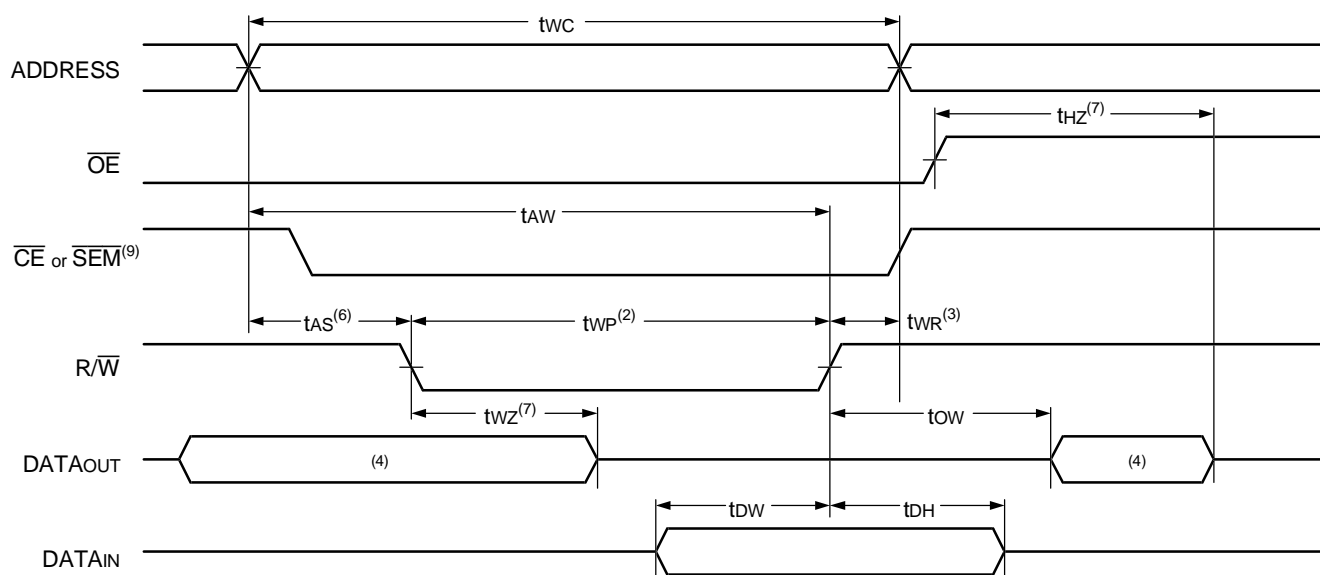 tWC
ADDRESS
tHZ(7)
OE
tAW
CE or SEM(9)
tAS(6) tWP(2) tWR(3)
R/W
tWZ(7) tOW
DATAOUT (4) (4)
tDW tDH
DATAIN